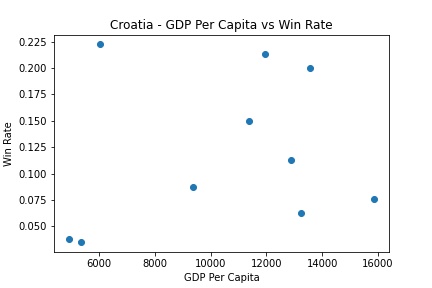 Croatia - GDP Per Capita vs Win Rate
0.225
0.200
0.175
0.150
0.125
0.100
0.075
0.050
Win Rate
6000 8000 10000 12000 14000 16000
GDP Per Capita